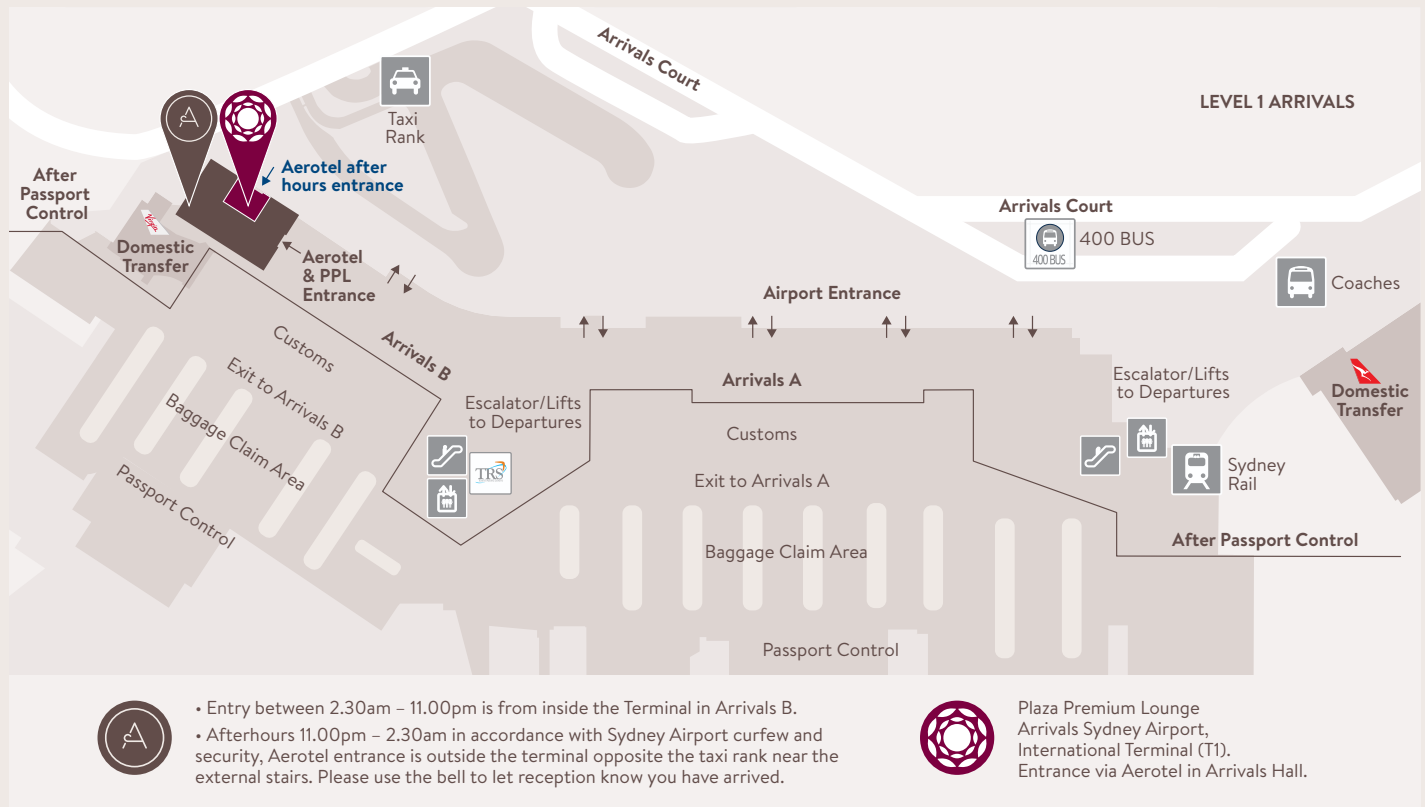 Arrivals Court
LEVEL 1 ARRIVALS
Taxi
Rank
After
Passport
Control
Aerotel after
hours entrance
Virgin
Domestic
Transfer
Aerotel
& PPL
Entrance
Arrivals Court
400 BUS
400 BUS
Coaches
Airport Entrance
Customs
Arrivals B
Exit to Arrivals B
Baggage Claim Area
Passport Control
Escalator/Lifts
to Departures
TRS
Arrivals A
Customs
Exit to Arrivals A
Baggage Claim Area
Passport Control
Escalator/Lifts
to Departures
Domestic
Transfer
Sydney
Rail
After Passport Control
• Entry between 2.30am – 11.00pm is from inside the Terminal in Arrivals B.
• Afterhours 11.00pm – 2.30am in accordance with Sydney Airport curfew and
security, Aerotel entrance is outside the terminal opposite the taxi rank near the
external stairs. Please use the bell to let reception know you have arrived.
Plaza Premium Lounge
Arrivals Sydney Airport,
International Terminal (T1).
Entrance via Aerotel in Arrivals Hall.